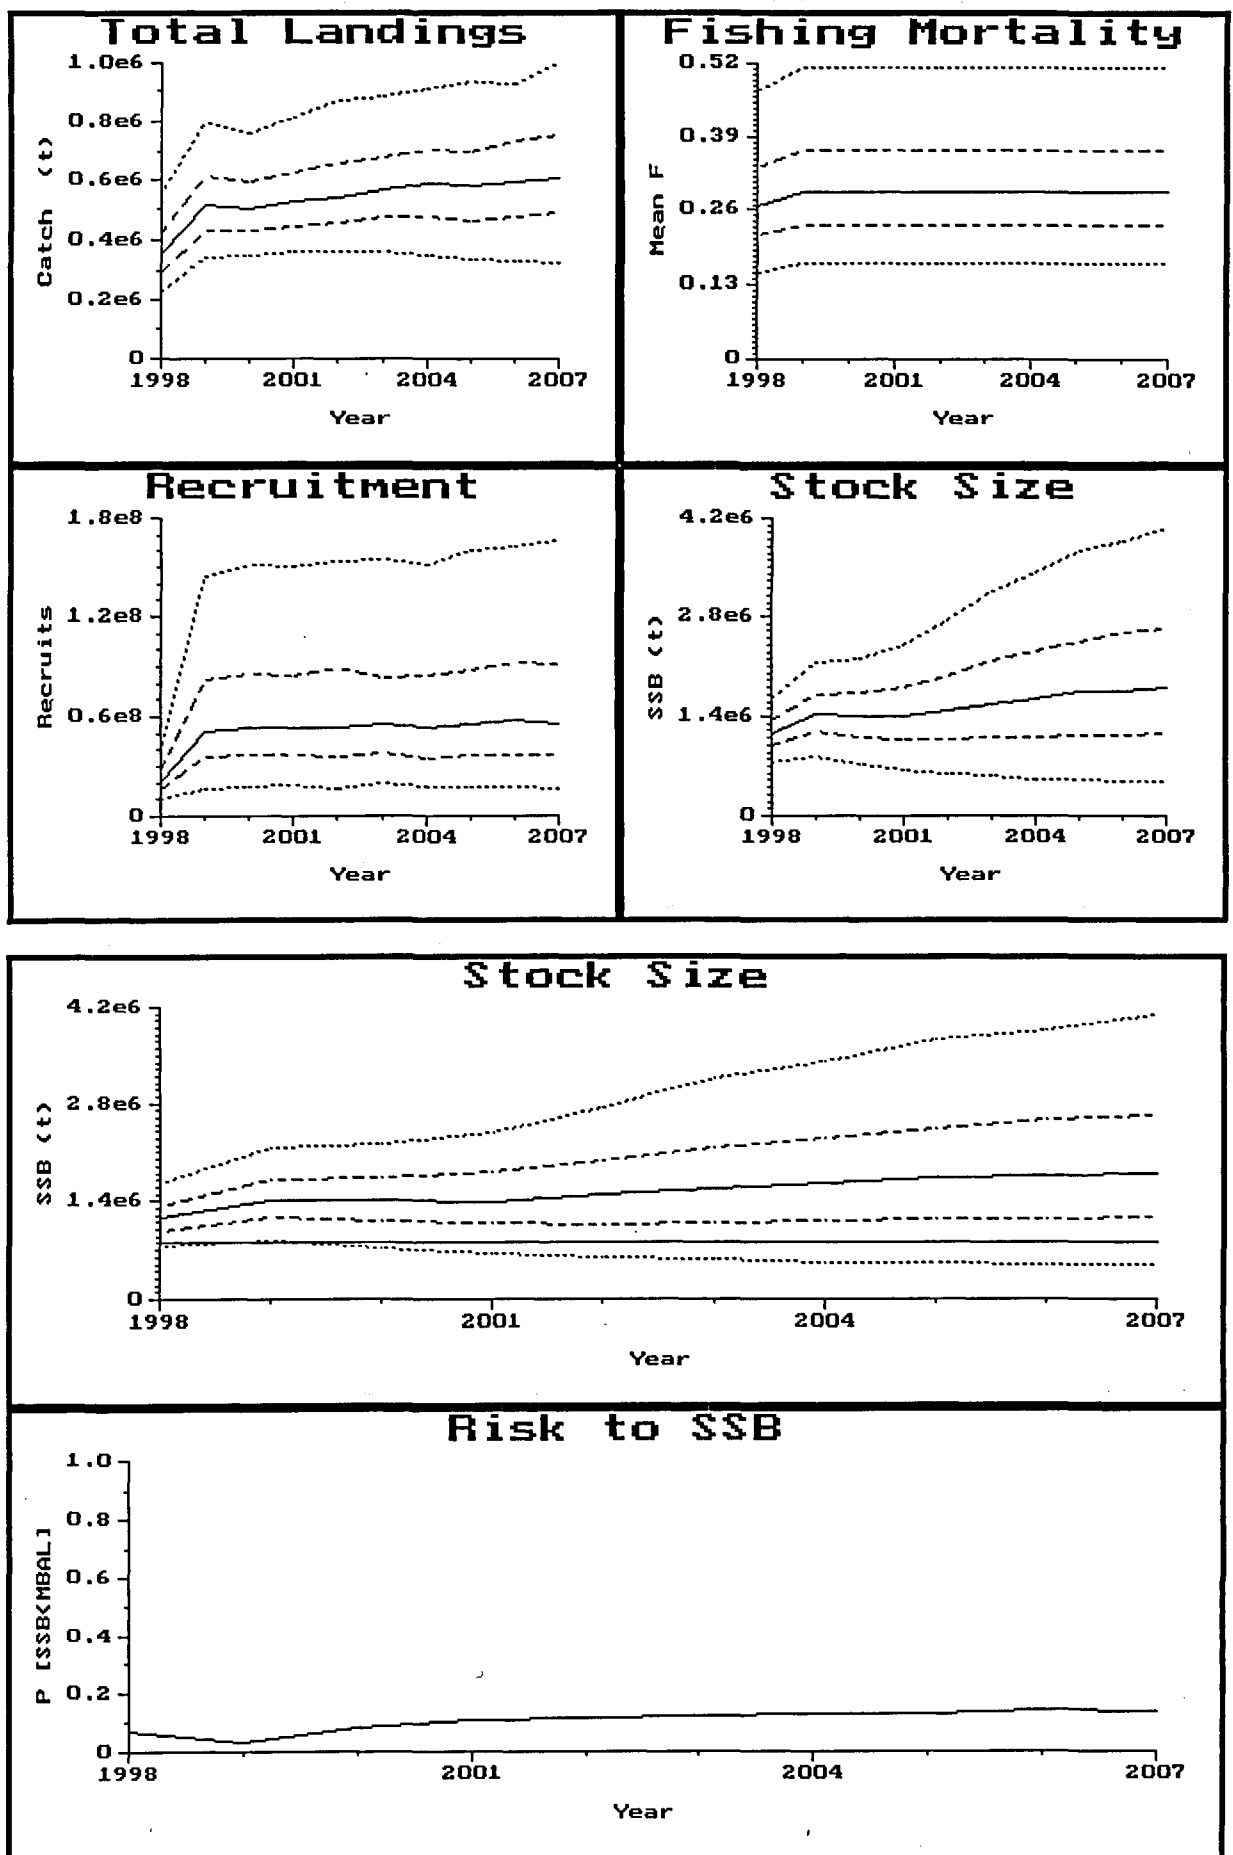 Total Landings
1.0e6
0.8e6
0.6e6
0.4e6
0.2e6
0
Catch (t)
1998 2001 2004 2007
Year
Fishing Mortality
0.52
0.39
0.26
0.13
0
Mean F
1998 2001 2004 2007
Year
Recruitment
1.8e8
1.2e8
0.6e8
0
Recruits
1998 2001 2004 2007
Year
Stock Size
4.2e6
2.8e6
1.4e6
0
SSB (t)
1998 2001 2004 2007
Year
Stock Size
4.2e6
2.8e6
1.4e6
0
SSB (t)
1998 2001 2004 2007
Year
Risk to SSB
1.0
0.8
0.6
0.4
0.2
0
P [SSB<MBAL]
1998 2001 2004 2007
Year